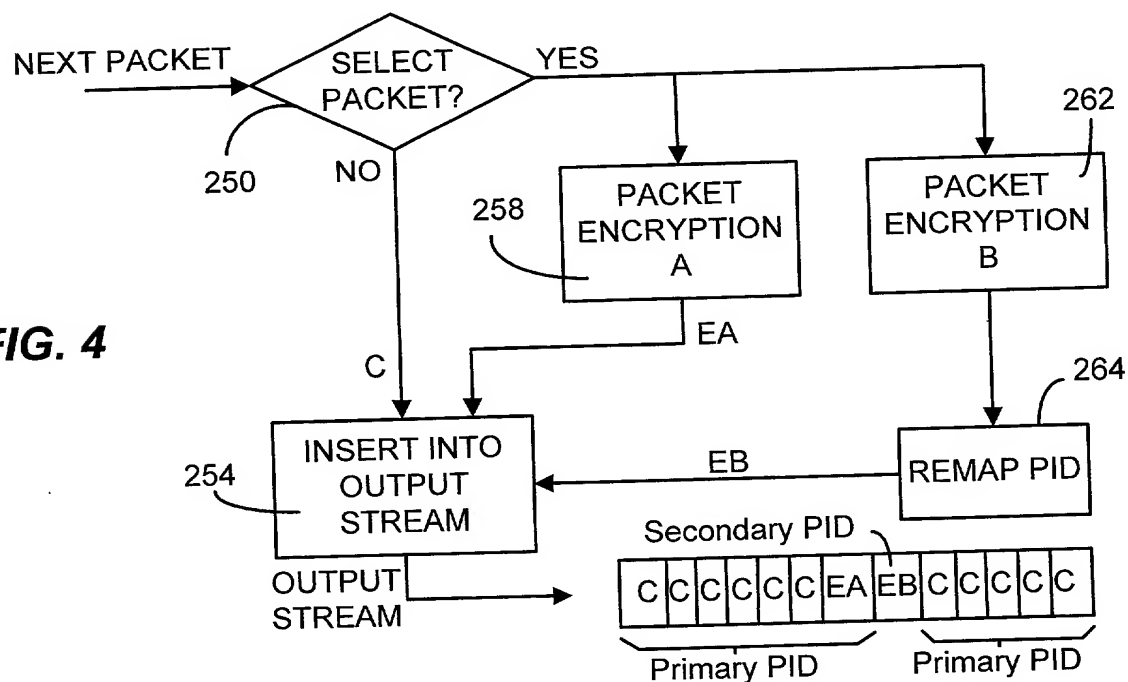 NEXT PACKET
SELECT
PACKET?
YES
NO
250
262
258
PACKET
ENCRYPTION
A
PACKET
ENCRYPTION
B
FIG. 4
C
EA
264
254
INSERT INTO
OUTPUT
STREAM
EB
REMAP PID
Secondary PID
OUTPUT
STREAM
C C C C C C EA EB C C C C C
Primary PID
Primary PID